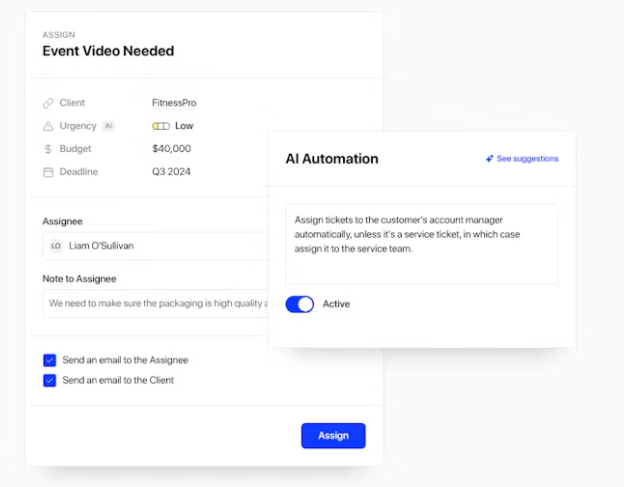 ASSIGN
Event Video Needed
Client FitnessPro
Urgency AI Low
Budget $40,000
Deadline Q3 2024
Assignee
LO Liam O'Sullivan
Note to Assignee
We need to make sure the packaging is high quality
Send an email to the Assignee
Send an email to the Client
Assign
AI Automation
See suggestions
Assign tickets to the customer's account manager
automatically, unless it's a service ticket, in which case
assign it to the service team.
Active